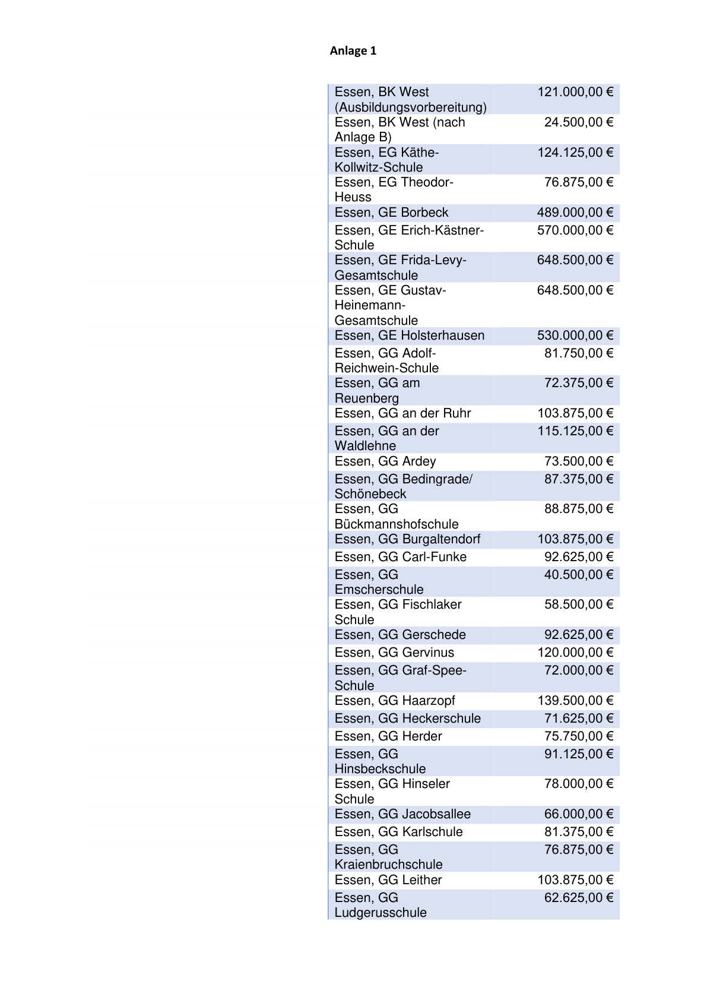 Anlage 1
Essen, BK West 121.000,00 €
(Ausbildungsvorbereitung)
Essen, BK West (nach 24.500,00 €
Anlage B)
Essen, EG Käthe- 124.125,00 €
Kollwitz-Schule
Essen, EG Theodor- 76.875,00 €
Heuss
Essen, GE Borbeck 489.000,00 €
Essen, GE Erich-Kästner- 570.000,00 €
Schule
Essen, GE Frida-Levy- 648.500,00 €
Gesamtschule
Essen, GE Gustav- 648.500,00 €
Heinemann-
Gesamtschule
Essen, GE Holsterhausen 530.000,00 €
Essen, GG Adolf- 81.750,00 €
Reichwein-Schule
Essen, GG am 72.375,00 €
Reuenberg
Essen, GG an der Ruhr 103.875,00 €
Essen, GG an der 115.125,00 €
Waldlehne
Essen, GG Ardey 73.500,00 €
Essen, GG Bedingrade/ 87.375,00 €
Schönebeck
Essen, GG 88.875,00 €
Bückmannshofschule
Essen, GG Burgaltendorf 103.875,00 €
Essen, GG Carl-Funke 92.625,00 €
Essen, GG 40.500,00 €
Emscherschule
Essen, GG Fischlaker 58.500,00 €
Schule
Essen, GG Gerschede 92.625,00 €
Essen, GG Gervinus 120.000,00 €
Essen, GG Graf-Spee- 72.000,00 €
Schule
Essen, GG Haarzopf 139.500,00 €
Essen, GG Heckerschule 71.625,00 €
Essen, GG Herder 75.750,00 €
Essen, GG 91.125,00 €
Hinsbeckschule
Essen, GG Hinseler 78.000,00 €
Schule
Essen, GG Jacobsallee 66.000,00 €
Essen, GG Karlschule 81.375,00 €
Essen, GG 76.875,00 €
Kraienbruchschule
Essen, GG Leither 103.875,00 €
Essen, GG 62.625,00 €
Ludgerusschule